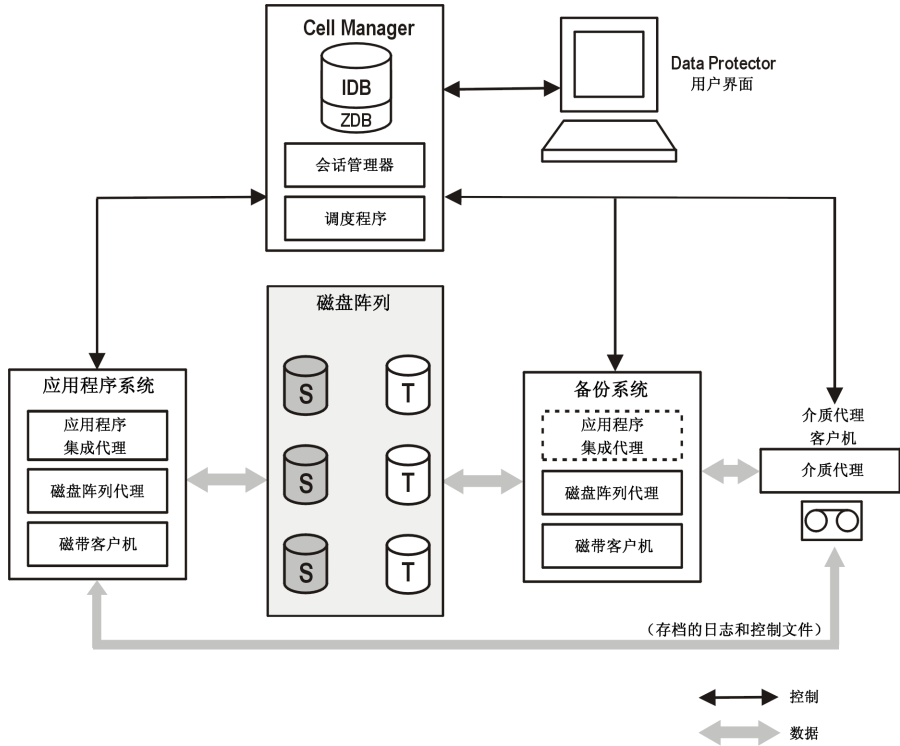 Cell Manager
IDB
ZDB
会话管理器
调度程序
Data Protector
用户界面
磁盘阵列
S
T
S
T
S
T
应用程序系统
应用程序
集成代理
磁盘阵列代理
磁带客户机
备份系统
应用程序
集成代理
磁盘阵列代理
磁带客户机
介质代理
客户机
介质代理
（存档的日志和控制文件）
控制
数据